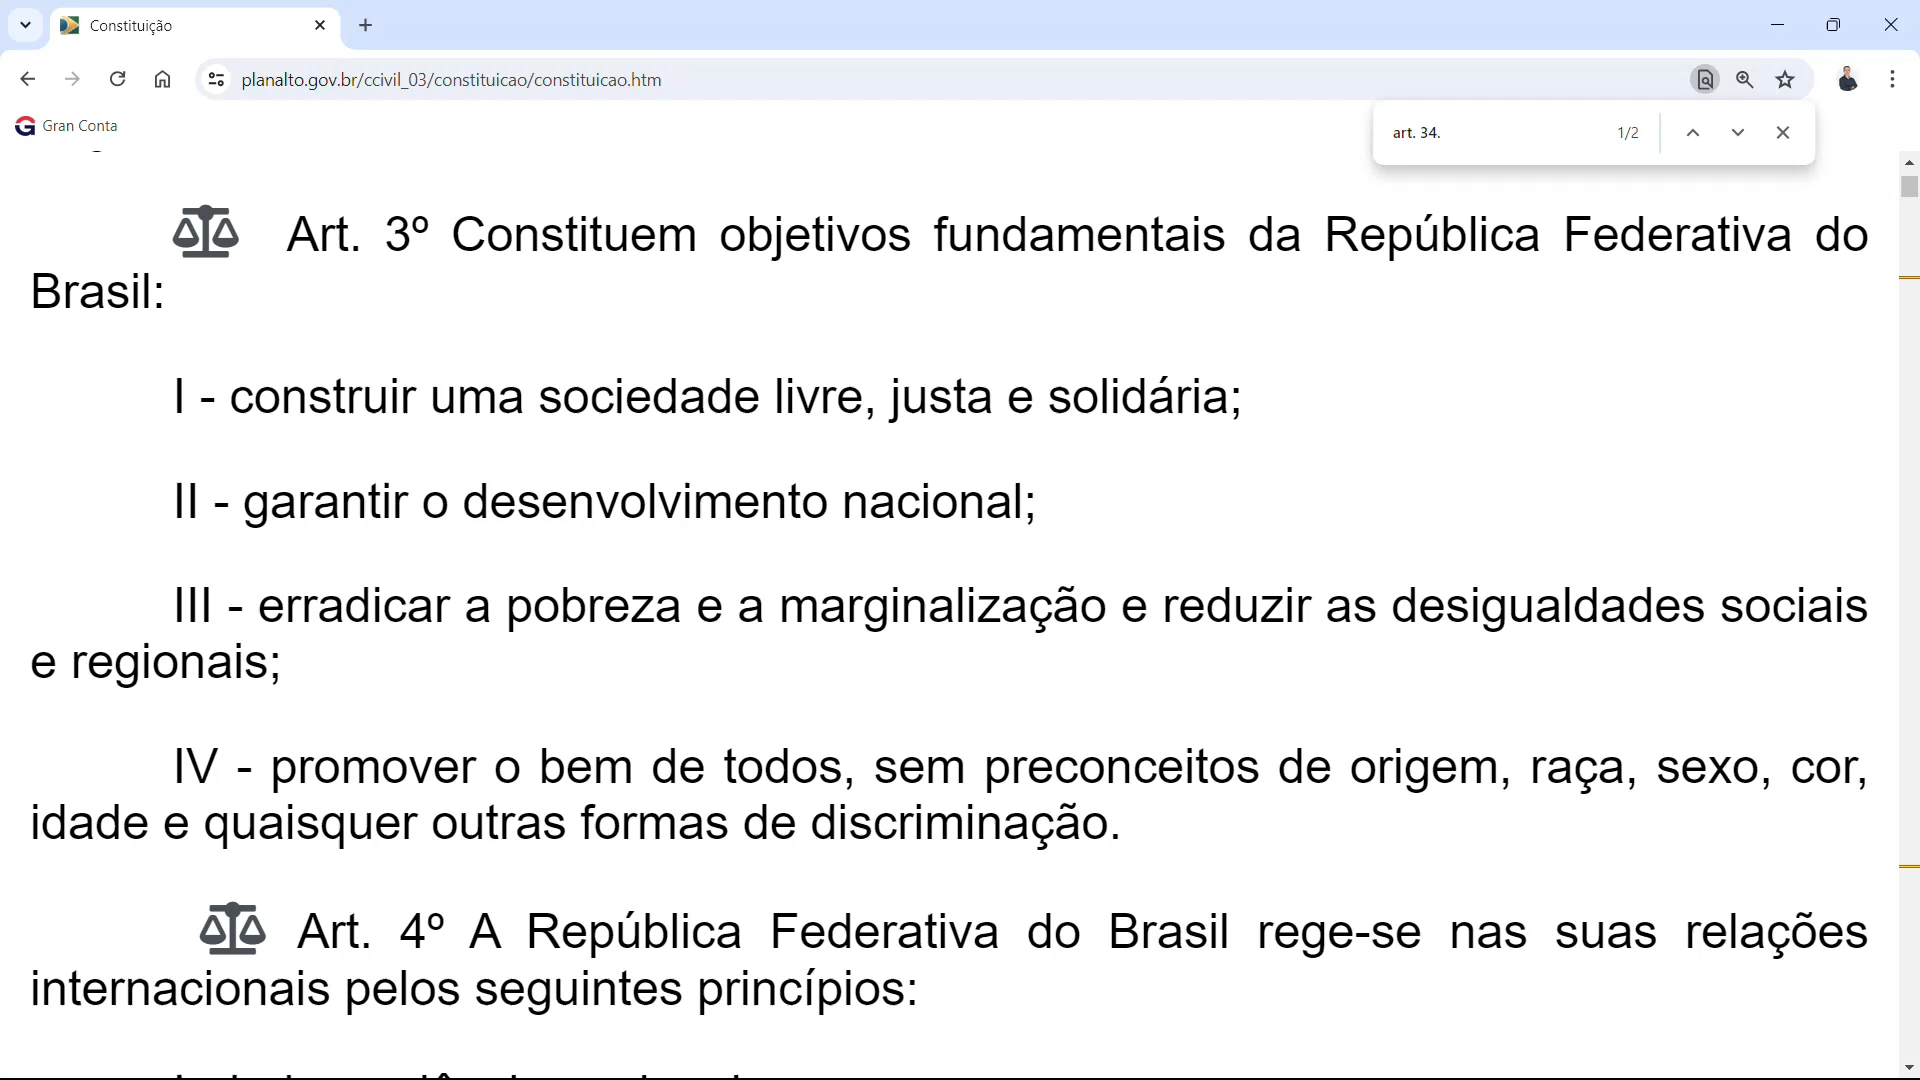 Constituição
planalto.gov.br/ccivil_03/constituicao/constituicao.htm
Gran Conta
art. 34.
1/2
Art. 3º Constituem objetivos fundamentais da República Federativa do
Brasil:
I - construir uma sociedade livre, justa e solidária;
II - garantir o desenvolvimento nacional;
III - erradicar a pobreza e a marginalização e reduzir as desigualdades sociais
e regionais;
IV - promover o bem de todos, sem preconceitos de origem, raça, sexo, cor,
idade e quaisquer outras formas de discriminação.
Art. 4º A República Federativa do Brasil rege-se nas suas relações
internacionais pelos seguintes princípios: